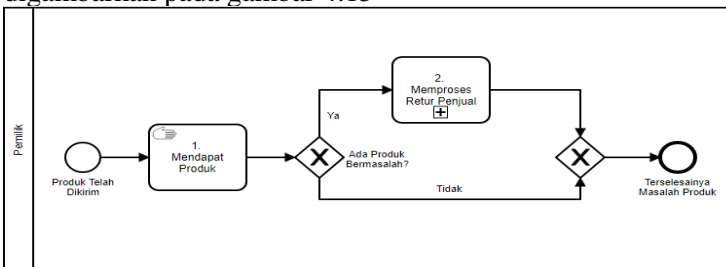 digambarkan pada gambar 4.13
Pemilik
Produk Telah
Dikirim
1.
Mendapat
Produk
Ada Produk
Bermasalah?
Ya
Tidak
2.
Memproses
Retur Penjual
Terselesainya
Masalah Produk